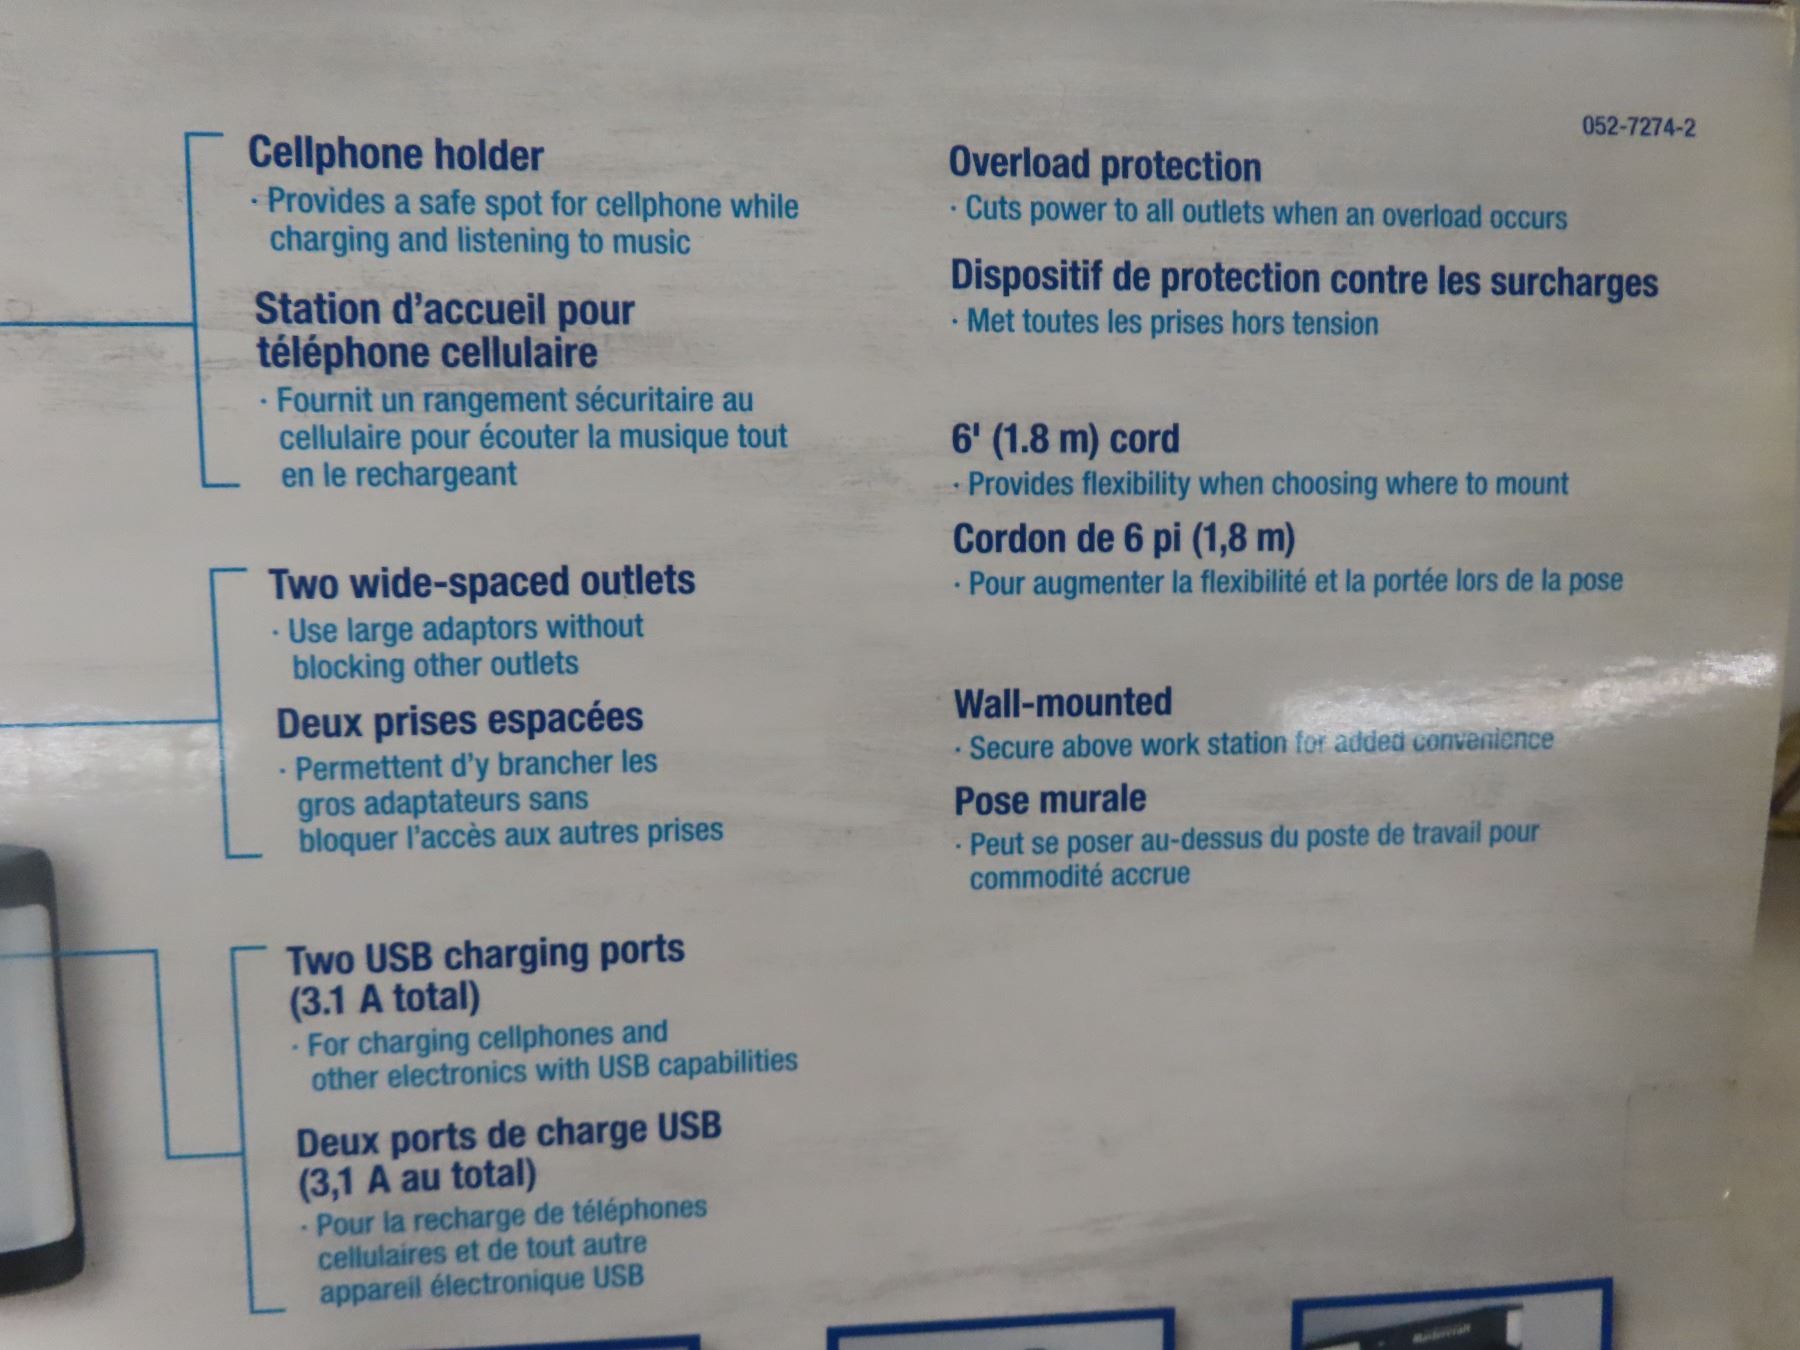 052-7274-2
Cellphone holder
· Provides a safe spot for cellphone while
charging and listening to music
Station d'accueil pour
téléphone cellulaire
· Fournit un rangement sécuritaire au
cellulaire pour écouter la musique tout
en le rechargeant
Two wide-spaced outlets
· Use large adaptors without
blocking other outlets
Deux prises espacées
· Permettent d'y brancher les
gros adaptateurs sans
bloquer l'accès aux autres prises
Two USB charging ports
(3.1 A total)
· For charging cellphones and
other electronics with USB capabilities
Deux ports de charge USB
(3,1 A au total)
· Pour la recharge de téléphones
cellulaires et de tout autre
appareil électronique USB
Overload protection
· Cuts power to all outlets when an overload occurs
Dispositif de protection contre les surcharges
· Met toutes les prises hors tension
6' (1.8 m) cord
· Provides flexibility when choosing where to mount
Cordon de 6 pi (1,8 m)
· Pour augmenter la flexibilité et la portée lors de la pose
Wall-mounted
· Secure above work station for added convenience
Pose murale
· Peut se poser au-dessus du poste de travail pour
commodité accrue
Mastercraft